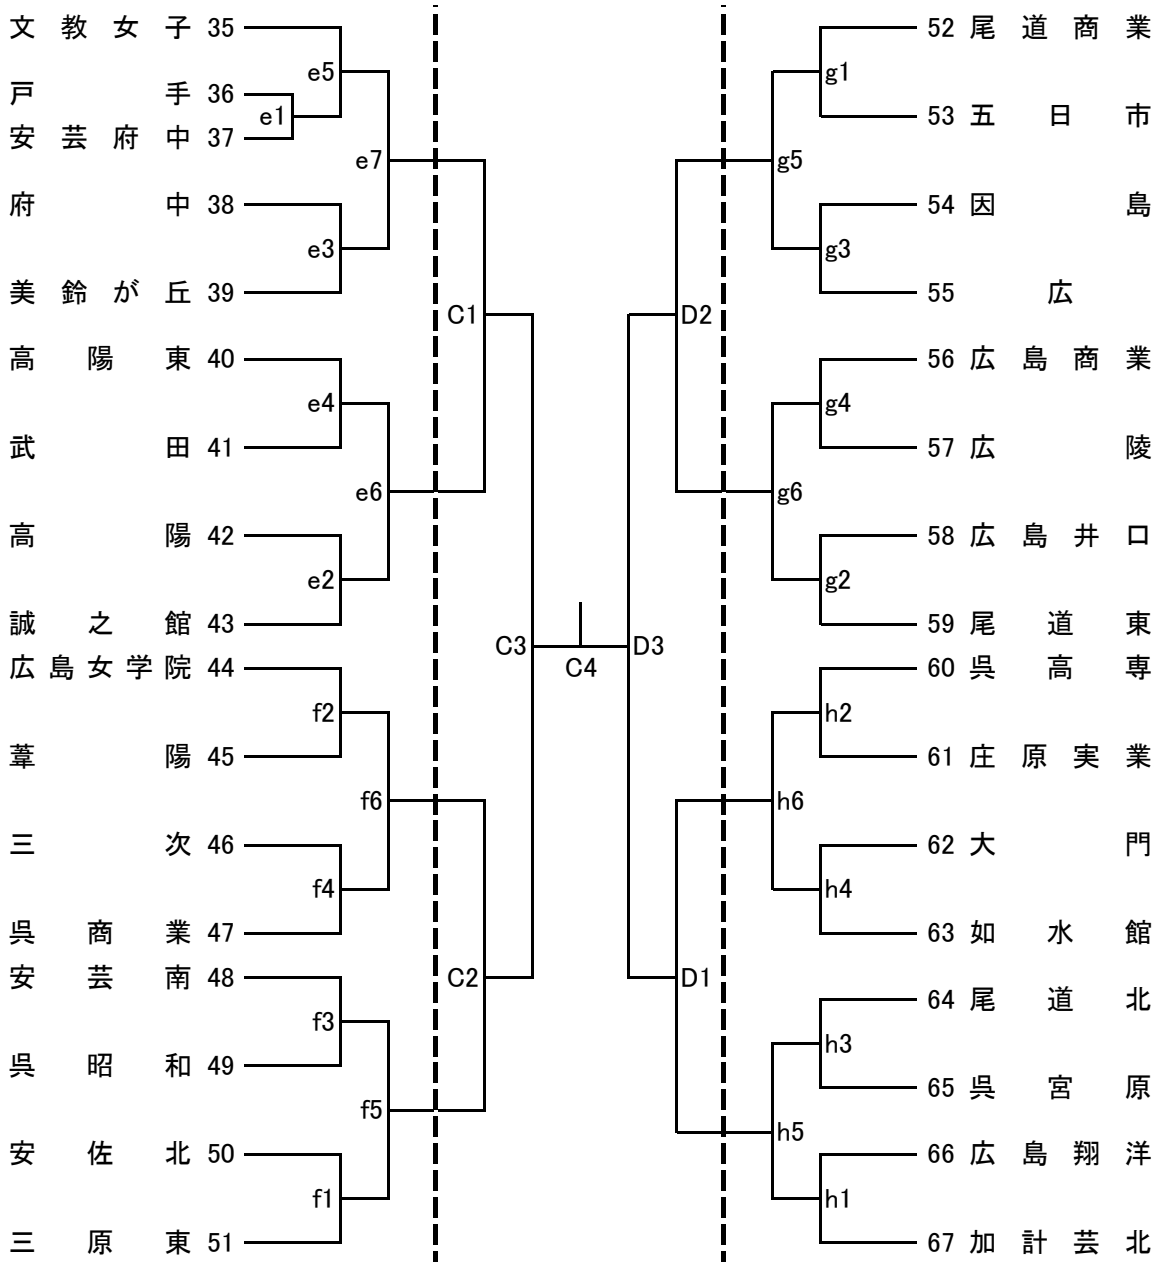 文教女子 35
e5
戸手 36
e1
安芸府中 37
e7
府中 38
e3
美鈴が丘 39
C1
高陽東 40
e4
武田 41
e6
高陽 42
e2
誠之館 43
C3
広島女学院 44
f2
葦陽 45
f6
三次 46
f4
呉商業 47
C2
安芸南 48
f3
呉昭和 49
f5
安佐北 50
f1
三原東 51
C4
52 尾道商業
g1
53 五日市
g5
54 因島
g3
55 広
D2
56 広島商業
g4
57 広陵
g6
58 広島井口
g2
59 尾道東
D3
60 呉高専
h2
61 庄原実業
h6
62 大門
h4
63 如水館
D1
64 尾道北
h3
65 呉宮原
h5
66 広島翔洋
h1
67 加計芸北